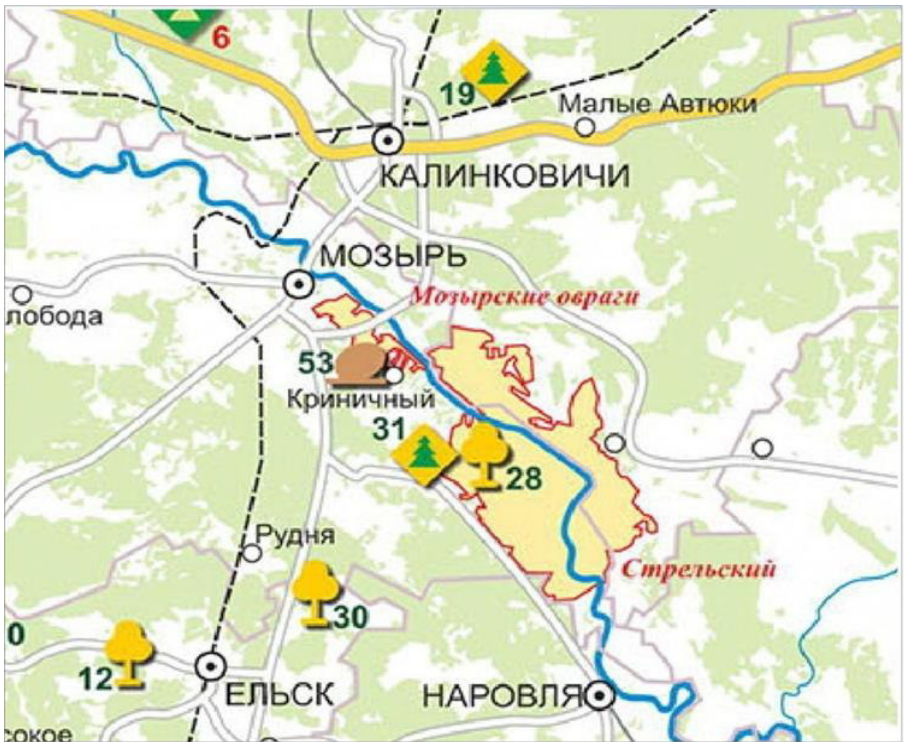 6
19
Малые Автюки
КАЛИНКОВИЧИ
МОЗЫРЬ
Мозырские овраги
лобода
53
Криничный
31
28
Стрельский
Рудня
30
0
12
ЕЛЬСК
НАРОВЛЯ
сокое